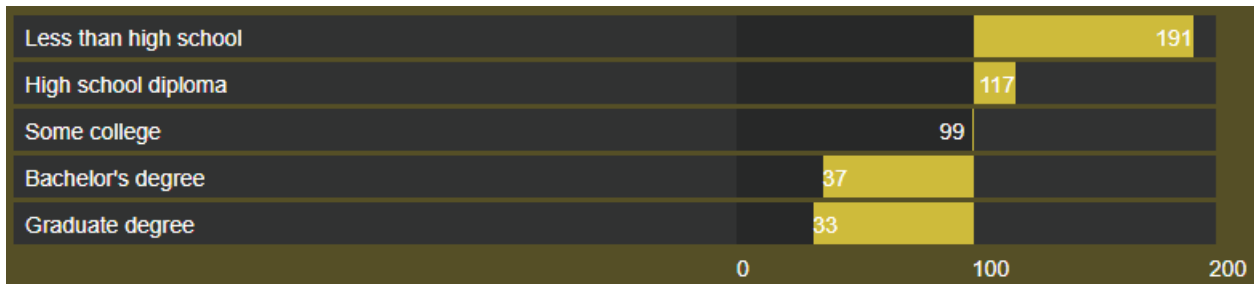 Less than high school 191
High school diploma 117
Some college 99
Bachelor's degree 37
Graduate degree 33
0 100 200